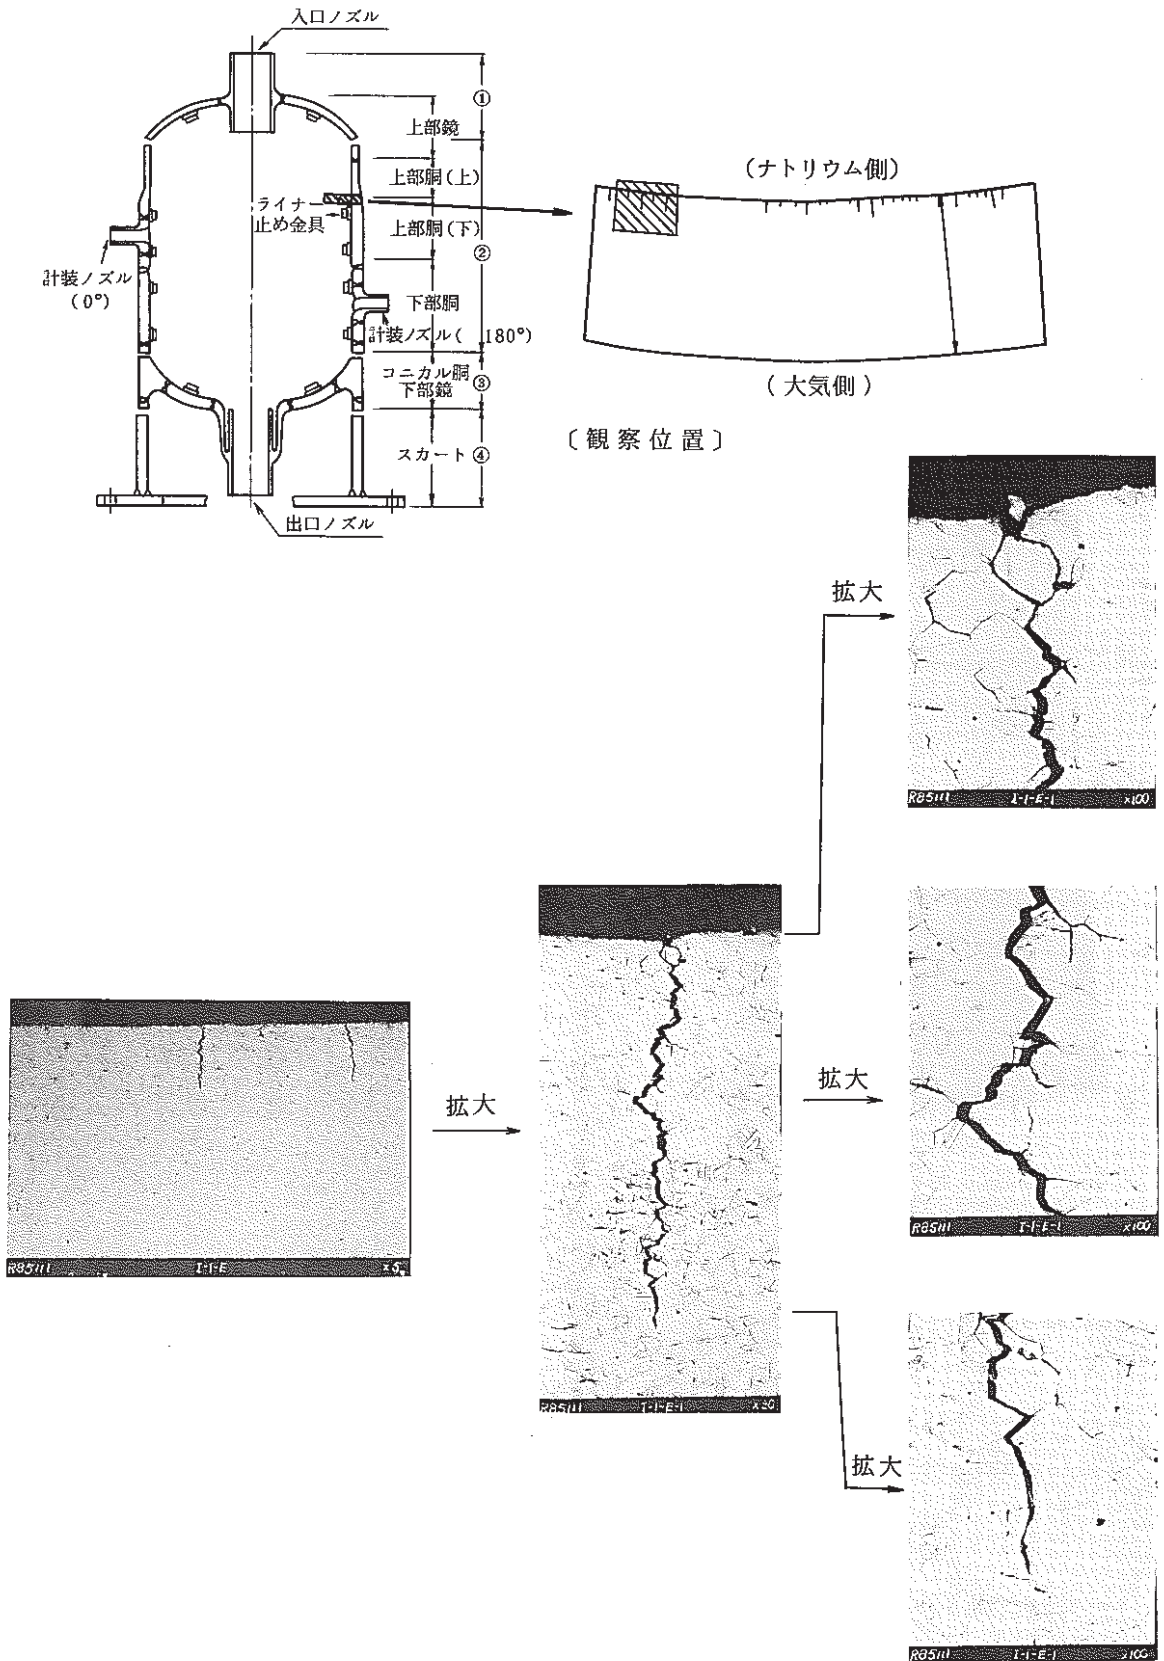 入口ノズル
①
上部鏡
上部胴(上)
ライナー
止め金具
上部胴(下)
②
計装ノズル
(0°)
下部胴
計装ノズル( 180°)
コニカル胴
下部鏡
③
スカート
④
出口ノズル
(ナトリウム側)
(大気側)
〔観察位置〕
拡大
R85111 I-1-E-1 ×100
拡大
R85111 I-1-E-1 ×100
拡大
R85111 I-1-E ×5
R85111 I-1-E-1 ×20
拡大
R85111 I-1-E-1 ×100